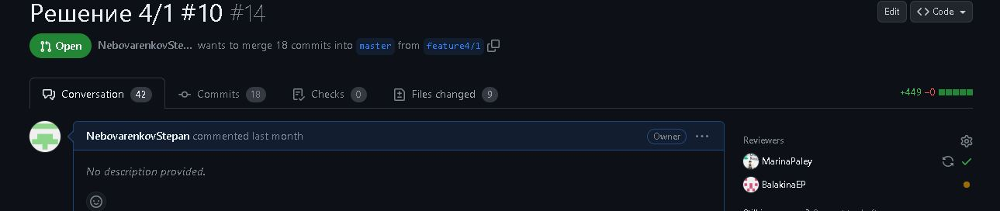 Решение 4/1 #10 #14
Edit
Code
Open
NebovarenkovSte... wants to merge 18 commits into master from feature4/1
Conversation 42
Commits 18
Checks 0
Files changed 9
+449 −0
NebovarenkovStepan commented last month
Owner
No description provided.
Reviewers
MarinaPaley
BalakinaEP